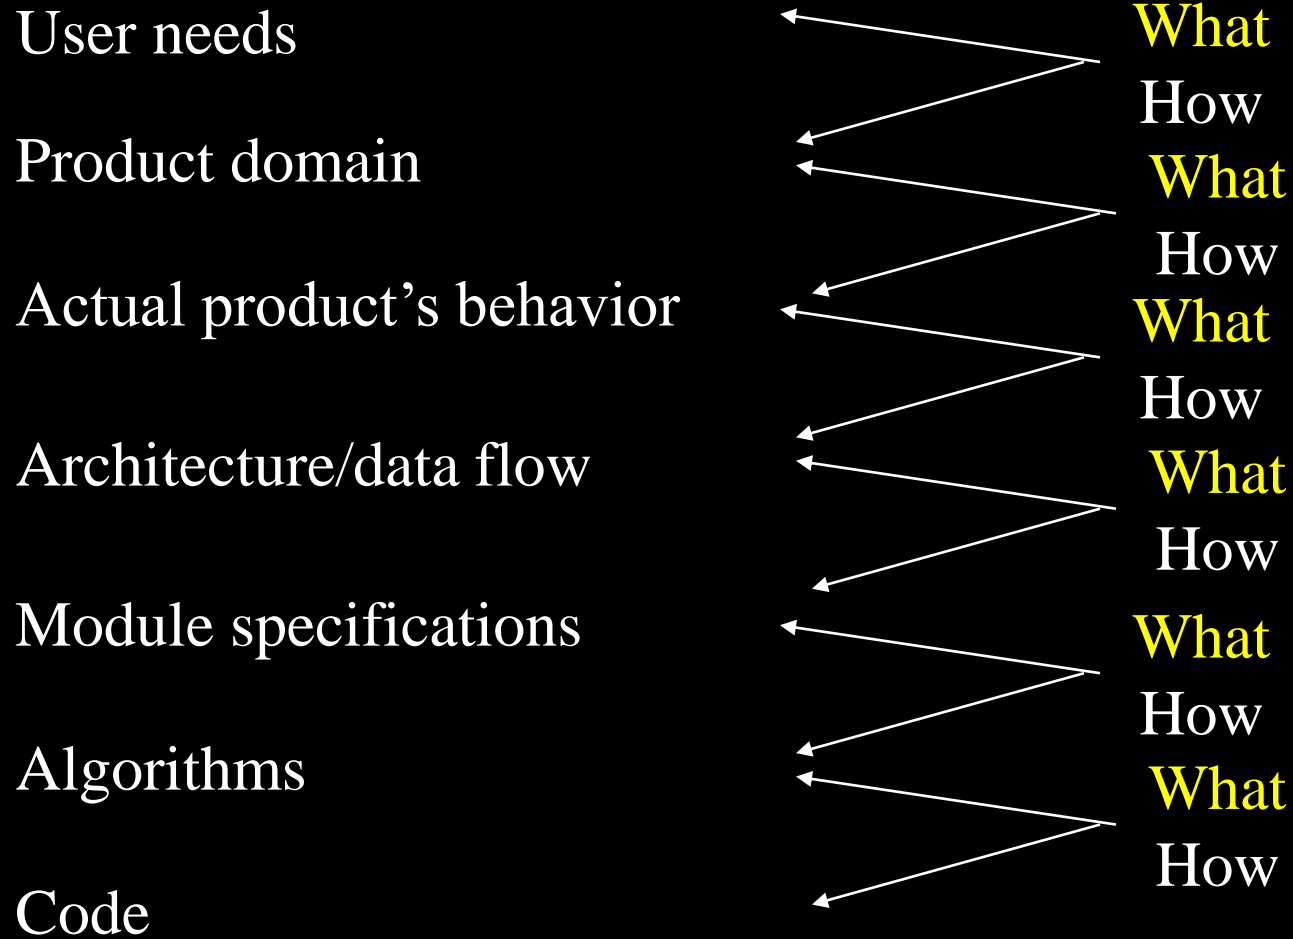 User needs
What
How
Product domain
What
How
Actual product’s behavior
What
How
Architecture/data flow
What
How
Module specifications
What
How
Algorithms
What
How
Code